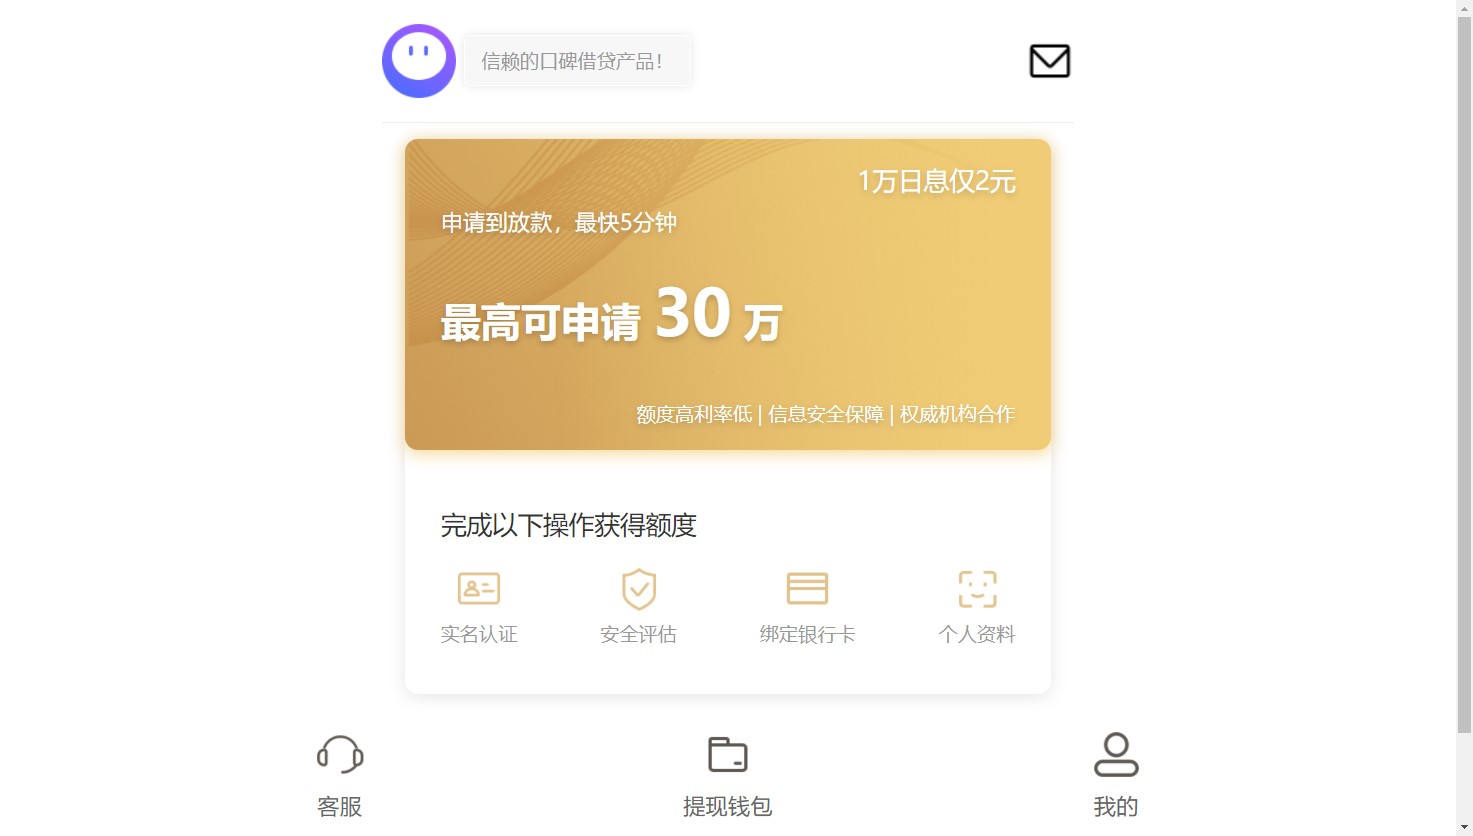 信赖的口碑借贷产品！
1万日息仅2元
申请到放款，最快5分钟
最高可申请 30 万
额度高利率低 | 信息安全保障 | 权威机构合作
完成以下操作获得额度
实名认证 安全评估 绑定银行卡 个人资料
客服 提现钱包 我的